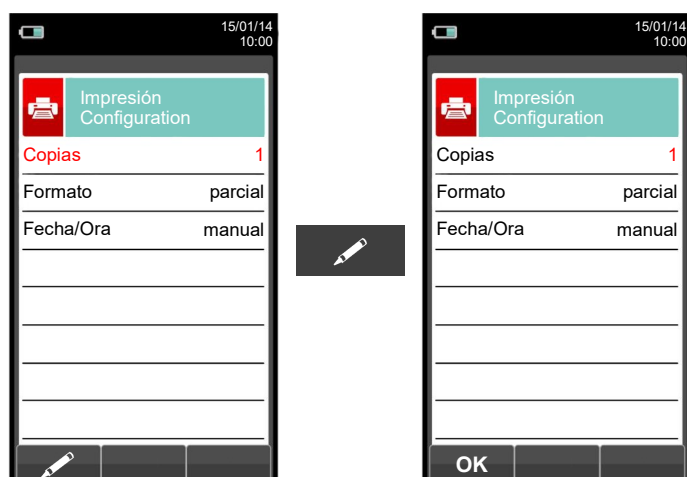 15/01/14
10:00
Impresión
Configuration
Copias 1
Formato parcial
Fecha/Ora manual
15/01/14
10:00
Impresión
Configuration
Copias 1
Formato parcial
Fecha/Ora manual
OK